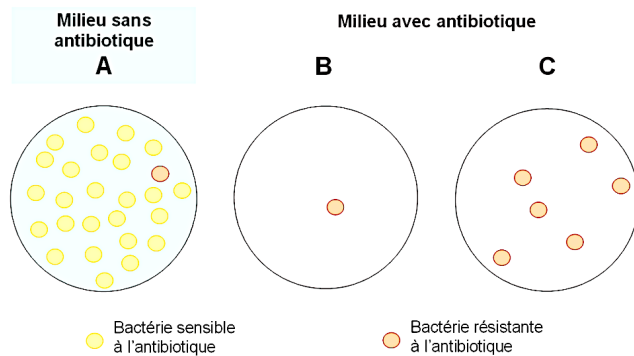 Milieu sans
antibiotique
A
Milieu avec antibiotique
B
C
Bactérie sensible
à l'antibiotique
Bactérie résistante
à l'antibiotique